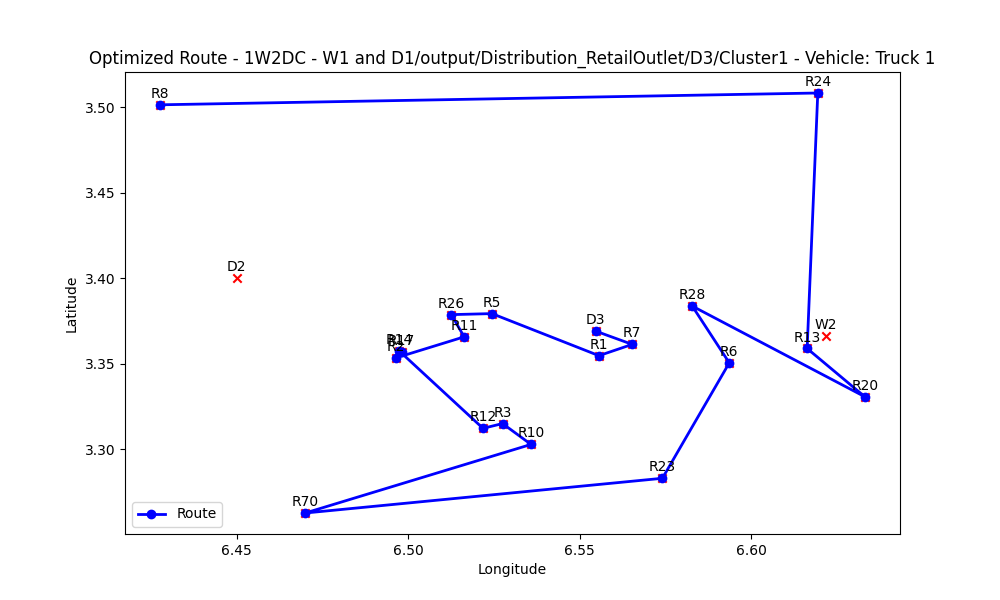 Optimized Route - 1W2DC - W1 and D1/output/Distribution_RetailOutlet/D3/Cluster1 - Vehicle: Truck 1
R24
R8
3.50
3.45
D2
3.40
Latitude
R28
R26
R5
D3
W2
R11
R7
R13
R1
R6
3.35
R20
R12
R3
R10
3.30
R23
R70
Route
6.45
6.50
6.55
6.60
Longitude